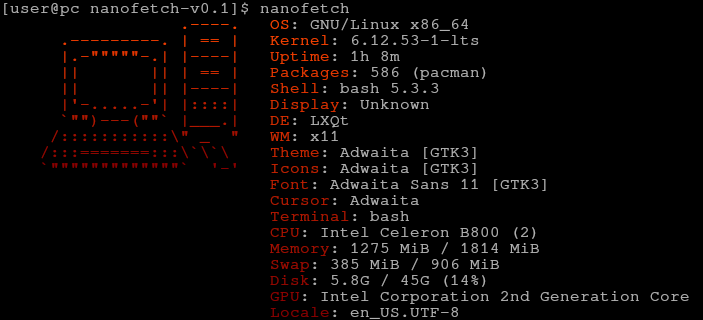 [user@pc nanofetch-v0.1]$ nanofetch
OS: GNU/Linux x86_64
Kernel: 6.12.53-1-lts
Uptime: 1h 8m
Packages: 586 (pacman)
Shell: bash 5.3.3
Display: Unknown
DE: LXQt
WM: x11
Theme: Adwaita [GTK3]
Icons: Adwaita [GTK3]
Font: Adwaita Sans 11 [GTK3]
Cursor: Adwaita
Terminal: bash
CPU: Intel Celeron B800 (2)
Memory: 1275 MiB / 1814 MiB
Swap: 385 MiB / 906 MiB
Disk: 5.8G / 45G (14%)
GPU: Intel Corporation 2nd Generation Core
Locale: en_US.UTF-8